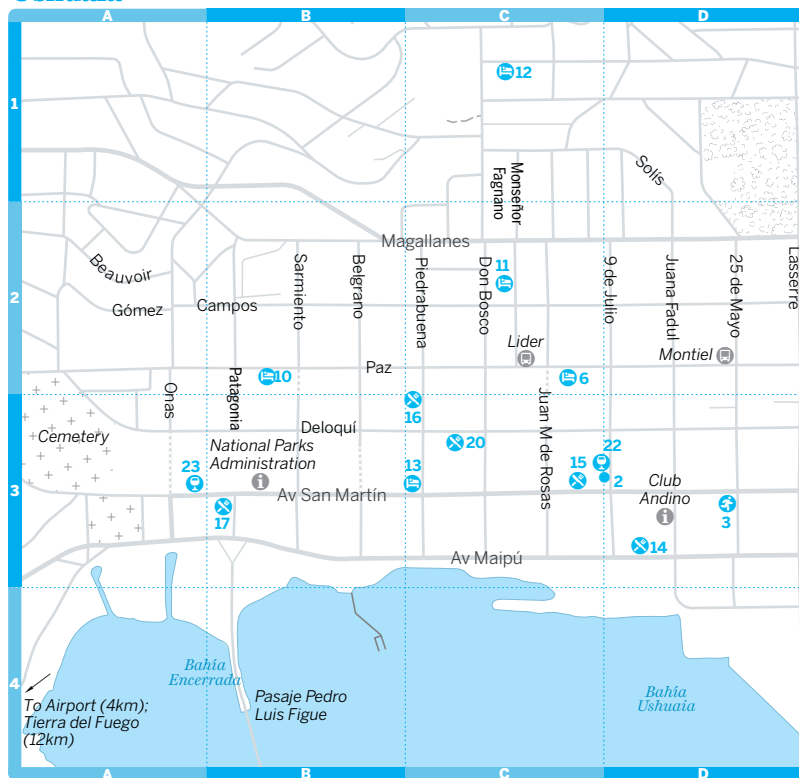 A B C D
1
12
Monseñor
Fagnano
Solís
Magallanes
Beauvoir
Gómez
Campos
Sarmiento
Belgrano
Piedrabuena
Don Bosco
11
9 de Julio
Juana Fadul
25 de Mayo
Lasserre
2
Lider
Montiel
Paz
10
6
Onas
Patagonia
Juan M de Rosas
16
Deloquí
20
Cemetery
National Parks
Administration
23
13
15
22
2
Club
Andino
3
Av San Martín
17
3
14
Av Maipú
Bahía
Encerrada
Pasaje Pedro
Luis Figue
Bahía
Ushuaia
4
To Airport (4km);
Tierra del Fuego
(12km)
A B C D